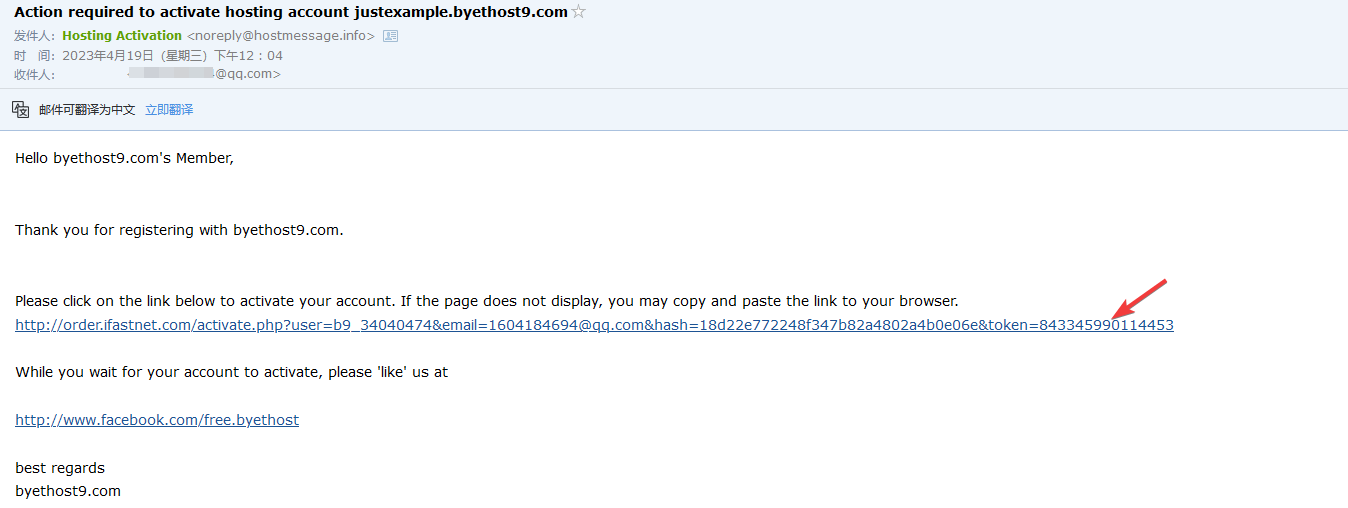 Action required to activate hosting account justexample.byethost9.com
发件人: Hosting Activation <noreply@hostmessage.info>
时 间: 2023年4月19日 (星期三) 下午12:04
收件人: @qq.com>
邮件可翻译为中文 立即翻译
Hello byethost9.com's Member,
Thank you for registering with byethost9.com.
Please click on the link below to activate your account. If the page does not display, you may copy and paste the link to your browser.
http://order.ifastnet.com/activate.php?user=b9_34040474&email=1604184694@qq.com&hash=18d22e772248f347b82a4802a4b0e06e&token=843345990114453
While you wait for your account to activate, please 'like' us at
http://www.facebook.com/free.byethost
best regards
byethost9.com